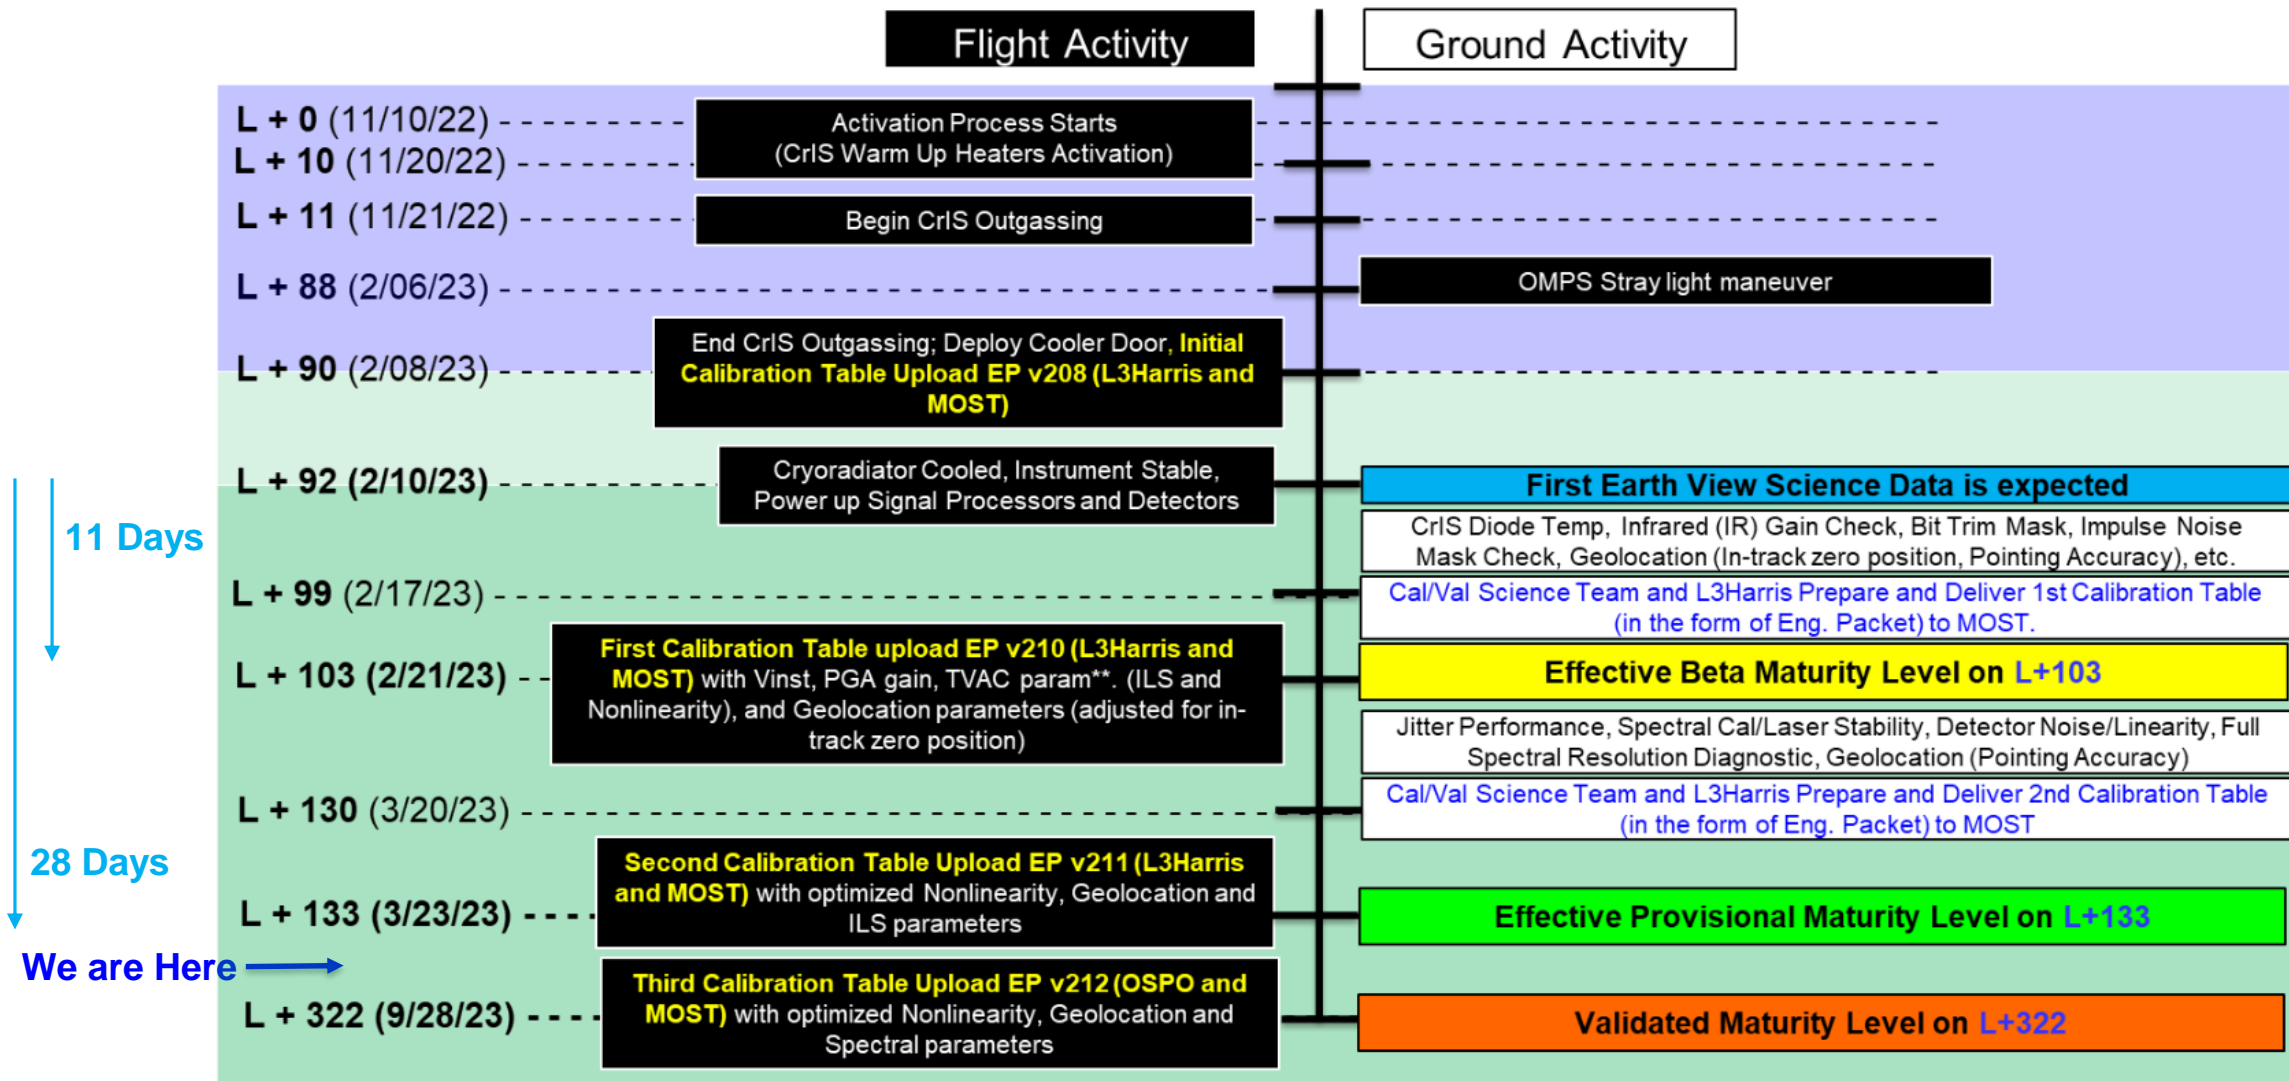 Flight Activity
Ground Activity
L + 0 (11/10/22)
Activation Process Starts
(CrIS Warm Up Heaters Activation)
L + 10 (11/20/22)
L + 11 (11/21/22)
Begin CrIS Outgassing
L + 88 (2/06/23)
OMPS Stray light maneuver
L + 90 (2/08/23)
End CrIS Outgassing; Deploy Cooler Door, Initial
Calibration Table Upload EP v208 (L3Harris and
MOST)
L + 92 (2/10/23)
Cryoradiator Cooled, Instrument Stable,
Power up Signal Processors and Detectors
First Earth View Science Data is expected
11 Days
CrIS Diode Temp, Infrared (IR) Gain Check, Bit Trim Mask, Impulse Noise
Mask Check, Geolocation (In-track zero position, Pointing Accuracy), etc.
L + 99 (2/17/23)
Cal/Val Science Team and L3Harris Prepare and Deliver 1st Calibration Table
(in the form of Eng. Packet) to MOST.
L + 103 (2/21/23)
First Calibration Table upload EP v210 (L3Harris and
MOST) with Vinst, PGA gain, TVAC param**. (ILS and
Nonlinearity), and Geolocation parameters (adjusted for in-
track zero position)
Effective Beta Maturity Level on L+103
Jitter Performance, Spectral Cal/Laser Stability, Detector Noise/Linearity, Full
Spectral Resolution Diagnostic, Geolocation (Pointing Accuracy)
L + 130 (3/20/23)
Cal/Val Science Team and L3Harris Prepare and Deliver 2nd Calibration Table
(in the form of Eng. Packet) to MOST
28 Days
L + 133 (3/23/23)
Second Calibration Table Upload EP v211 (L3Harris
and MOST) with optimized Nonlinearity, Geolocation and
ILS parameters
Effective Provisional Maturity Level on L+133
We are Here
L + 322 (9/28/23)
Third Calibration Table Upload EP v212 (OSPO and
MOST) with optimized Nonlinearity, Geolocation and
Spectral parameters
Validated Maturity Level on L+322